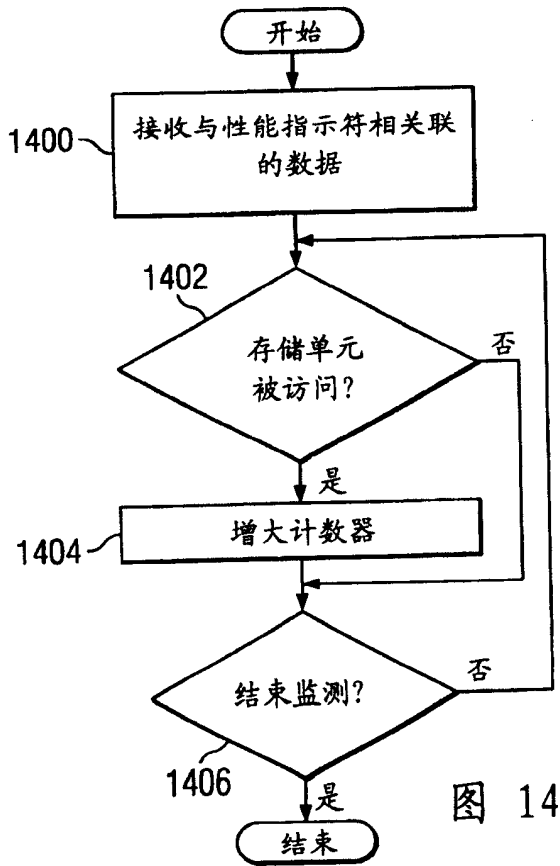 开始
1400
接收与性能指示符相关联
的数据
1402
存储单元
被访问?
否
是
1404
增大计数器
结束监测?
否
1406
是
结束
图 14